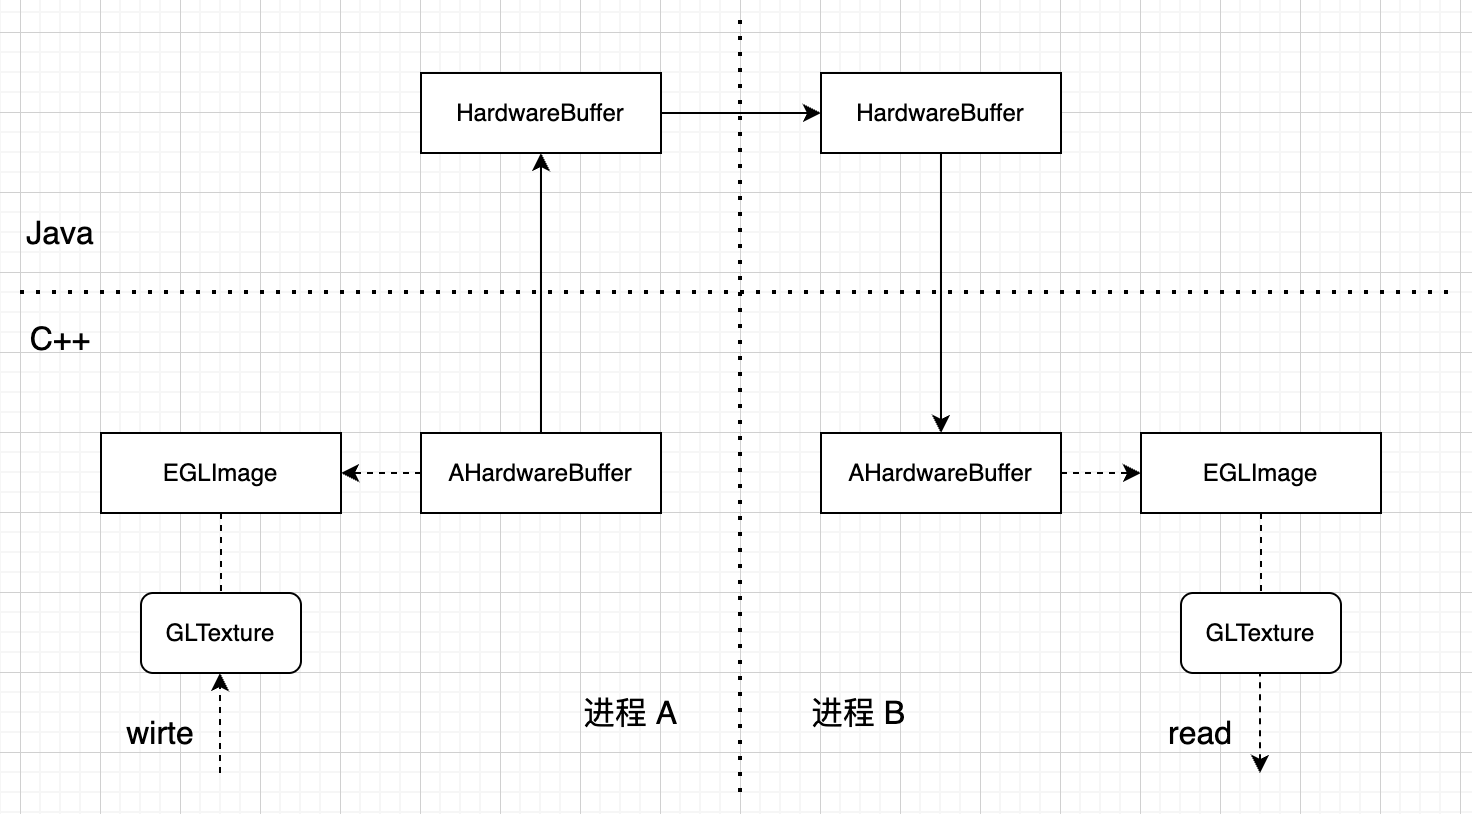 HardwareBuffer
HardwareBuffer
Java
C++
EGLImage
AHardwareBuffer
AHardwareBuffer
EGLImage
GLTexture
GLTexture
进程 A
进程 B
wirte
read